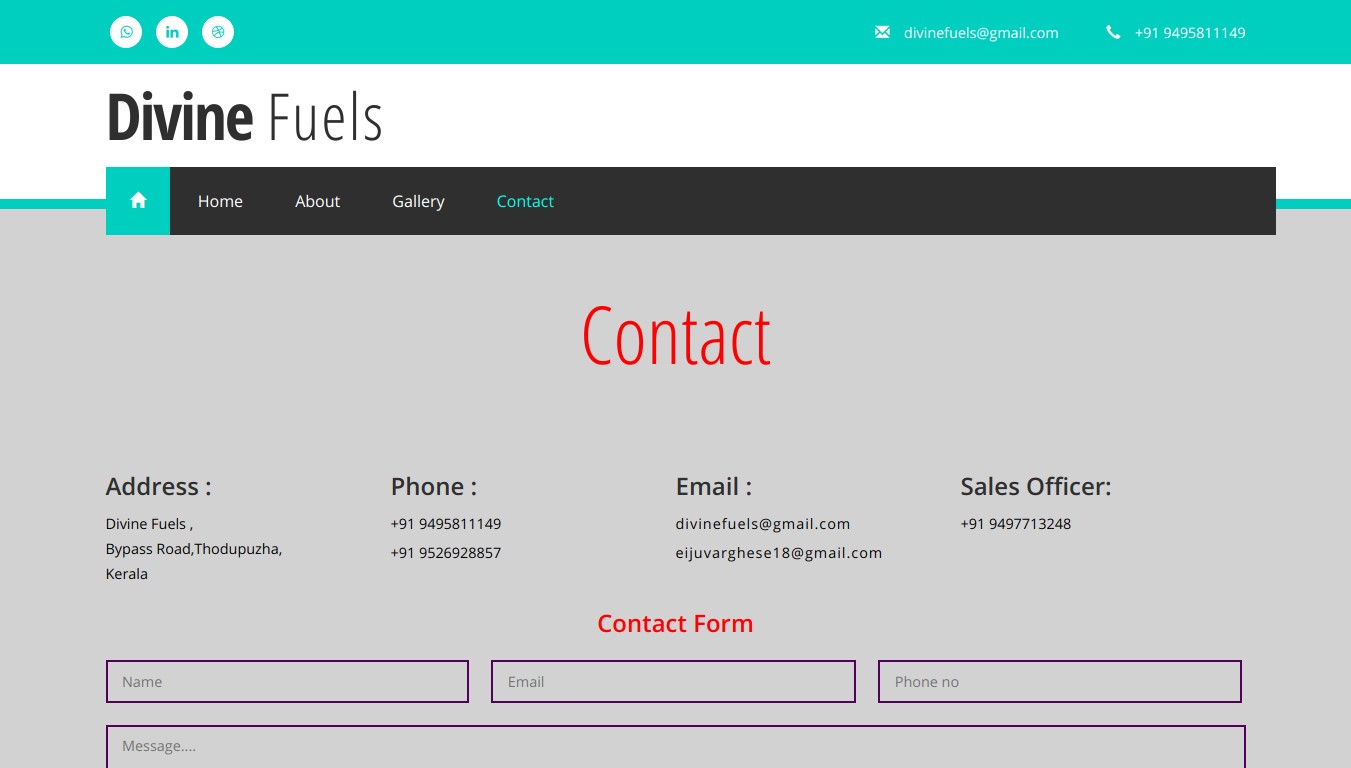 divinefuels@gmail.com
+91 9495811149
Divine Fuels
Home
About
Gallery
Contact
Contact
Address :
Divine Fuels ,
Bypass Road,Thodupuzha,
Kerala
Phone :
+91 9495811149
+91 9526928857
Email :
divinefuels@gmail.com
eijuvarghese18@gmail.com
Sales Officer:
+91 9497713248
Contact Form
Name
Email
Phone no
Message....